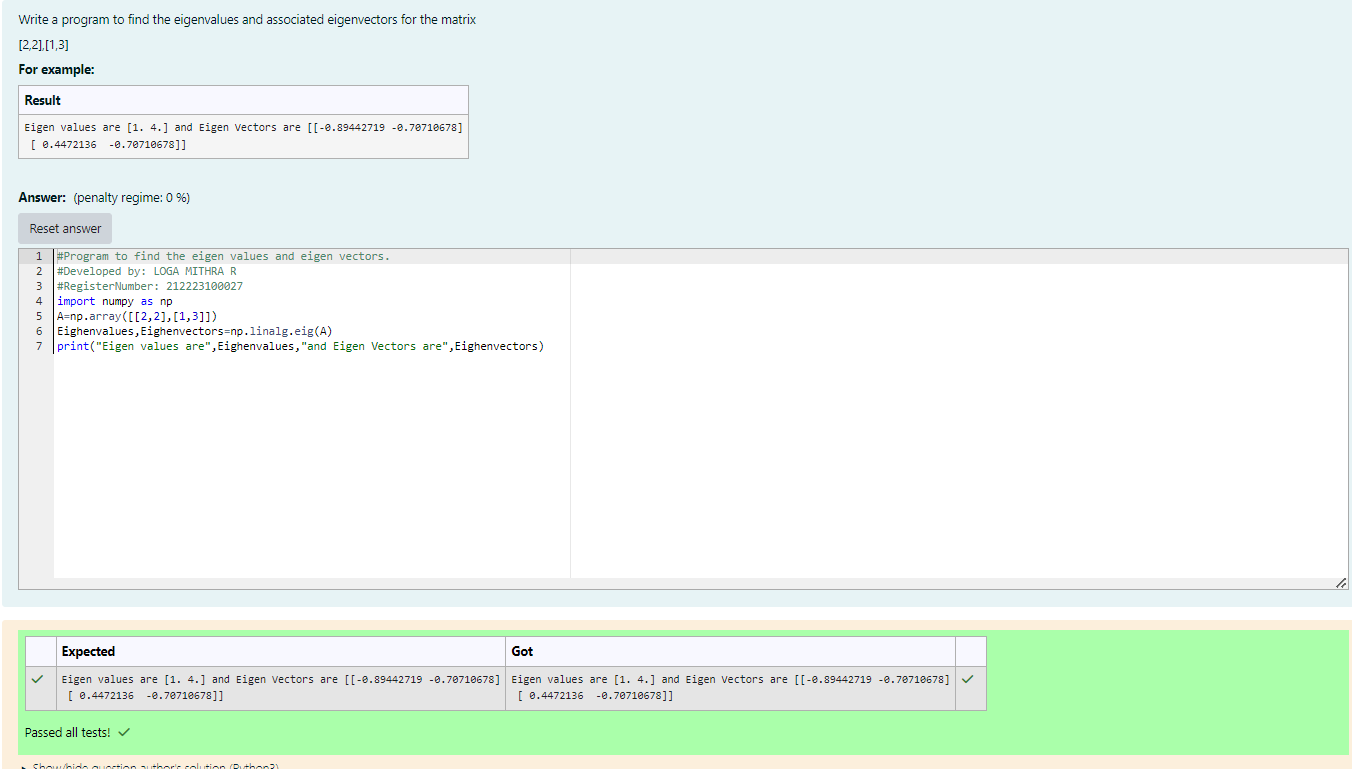 Write a program to find the eigenvalues and associated eigenvectors for the matrix
[2,2],[1,3]
For example:
Result
Eigen values are [1. 4.] and Eigen Vectors are [[-0.89442719 -0.70710678]
[ 0.4472136  -0.70710678]]
Answer: (penalty regime: 0 %)
Reset answer
1 #Program to find the eigen values and eigen vectors.
2 #Developed by: LOGA MITHRA R
3 #RegisterNumber: 212223100027
4 import numpy as np
5 A=np.array([[2,2],[1,3]])
6 Eighenvalues,Eighenvectors=np.linalg.eig(A)
7 print("Eigen values are",Eighenvalues,"and Eigen Vectors are",Eighenvectors)
Expected Got
Eigen values are [1. 4.] and Eigen Vectors are [[-0.89442719 -0.70710678] Eigen values are [1. 4.] and Eigen Vectors are [[-0.89442719 -0.70710678]
[ 0.4472136  -0.70710678]] [ 0.4472136  -0.70710678]]
Passed all tests!
Show/hide question author's solution (Python3)